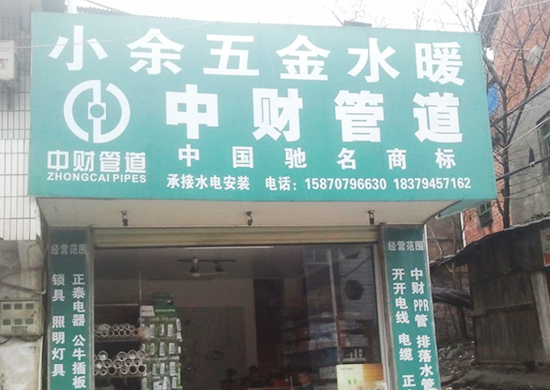 小余五金水暖
中财管道
中财管道
ZHONGCAI PIPES
中国驰名商标
承接水电安装 电话：15870796630 18379457162
经营范围
正泰电器 公牛插板
锁具 照明灯具
经营范围
中财PPR管 排落水管
开开电线 电缆 正